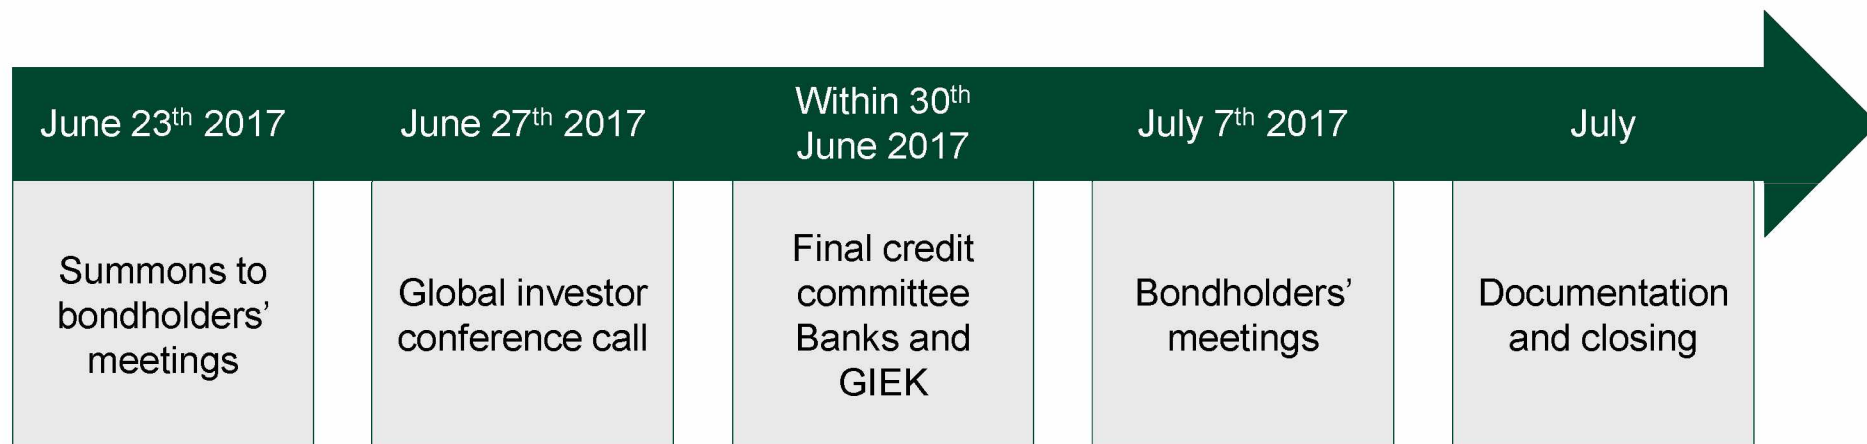 June 23th 2017
June 27th 2017
Within 30th
June 2017
July 7th 2017
July
Summons to
bondholders’
meetings
Global investor
conference call
Final credit
committee
Banks and
GIEK
Bondholders’
meetings
Documentation
and closing